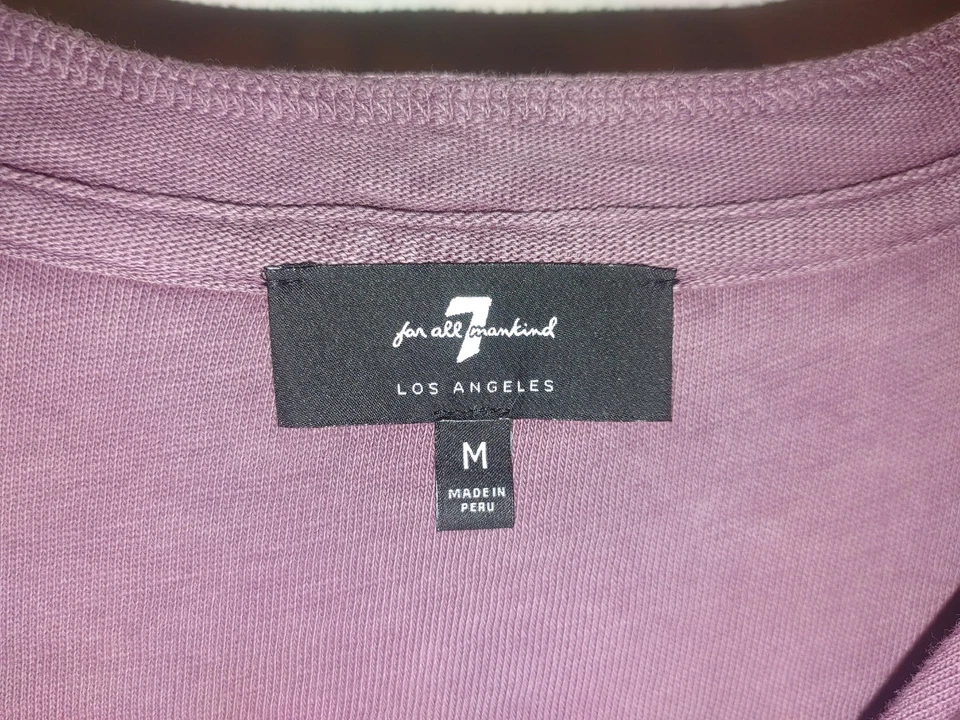 7
for all mankind
LOS ANGELES
M
MADE IN
PERU